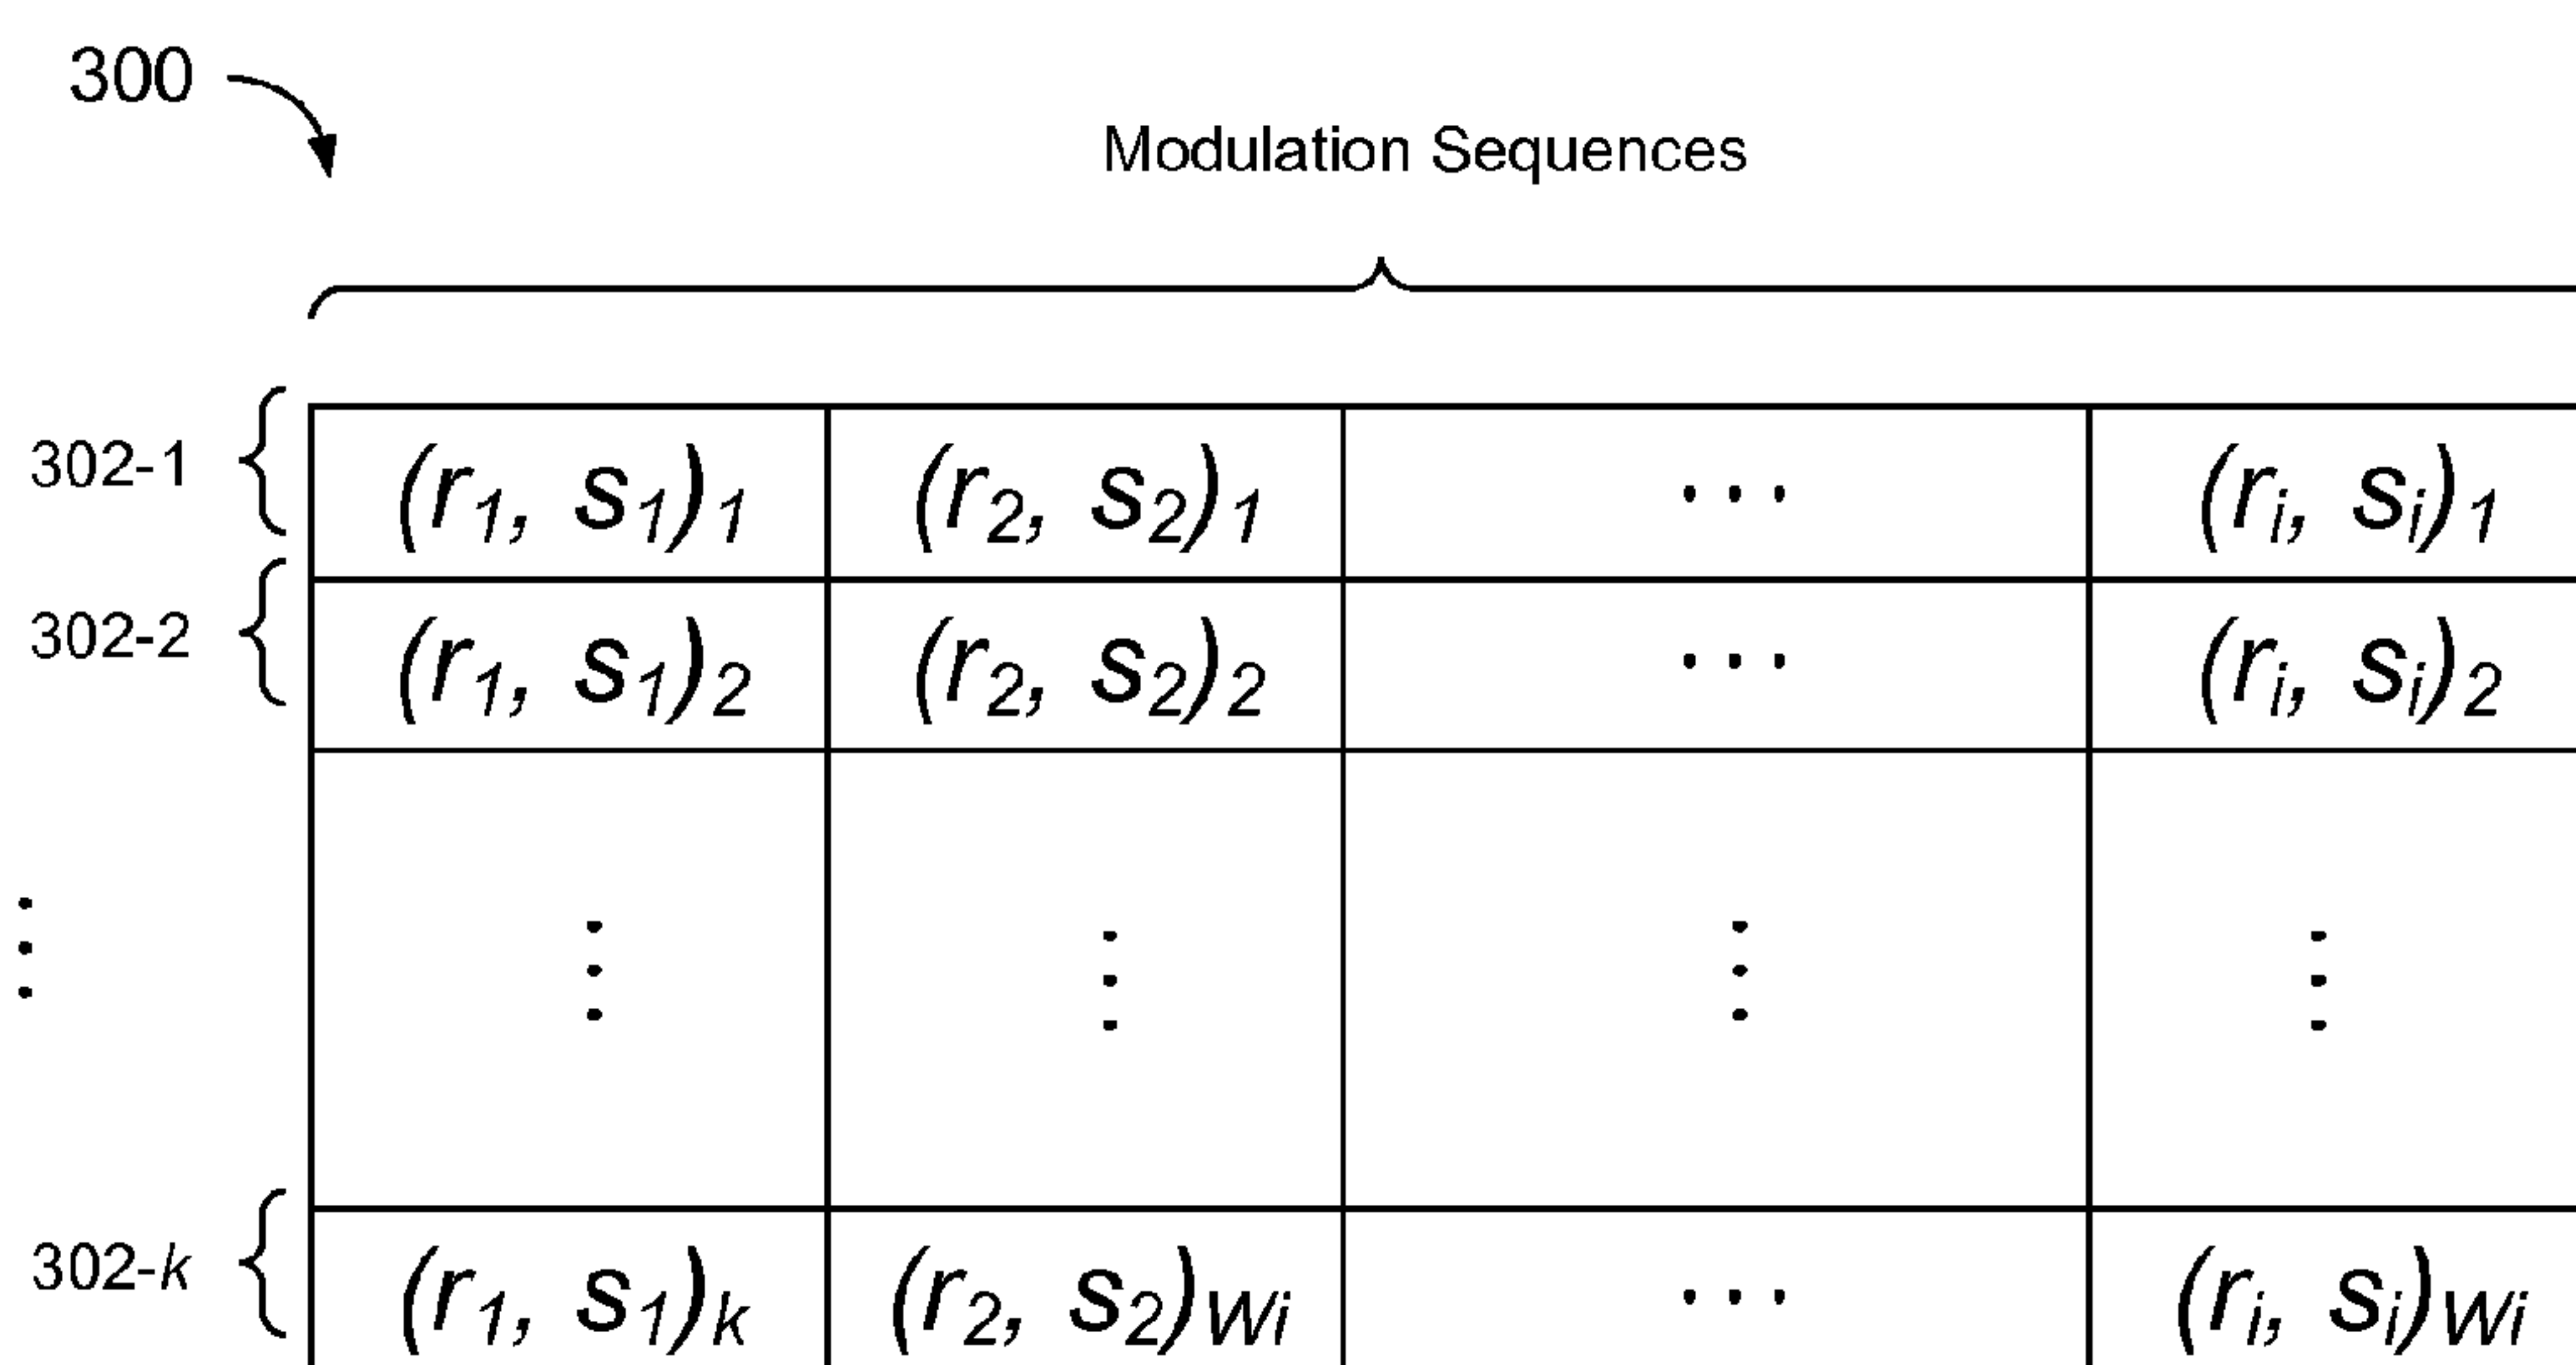 300
Modulation Sequences
302-1 (r₁, s₁)₁ (r₂, s₂)₁ ... (rᵢ, sᵢ)₁
302-2 (r₁, s₁)₂ (r₂, s₂)₂ ... (rᵢ, sᵢ)₂
302-k (r₁, s₁)k (r₂, s₂)Wi ... (rᵢ, sᵢ)Wi